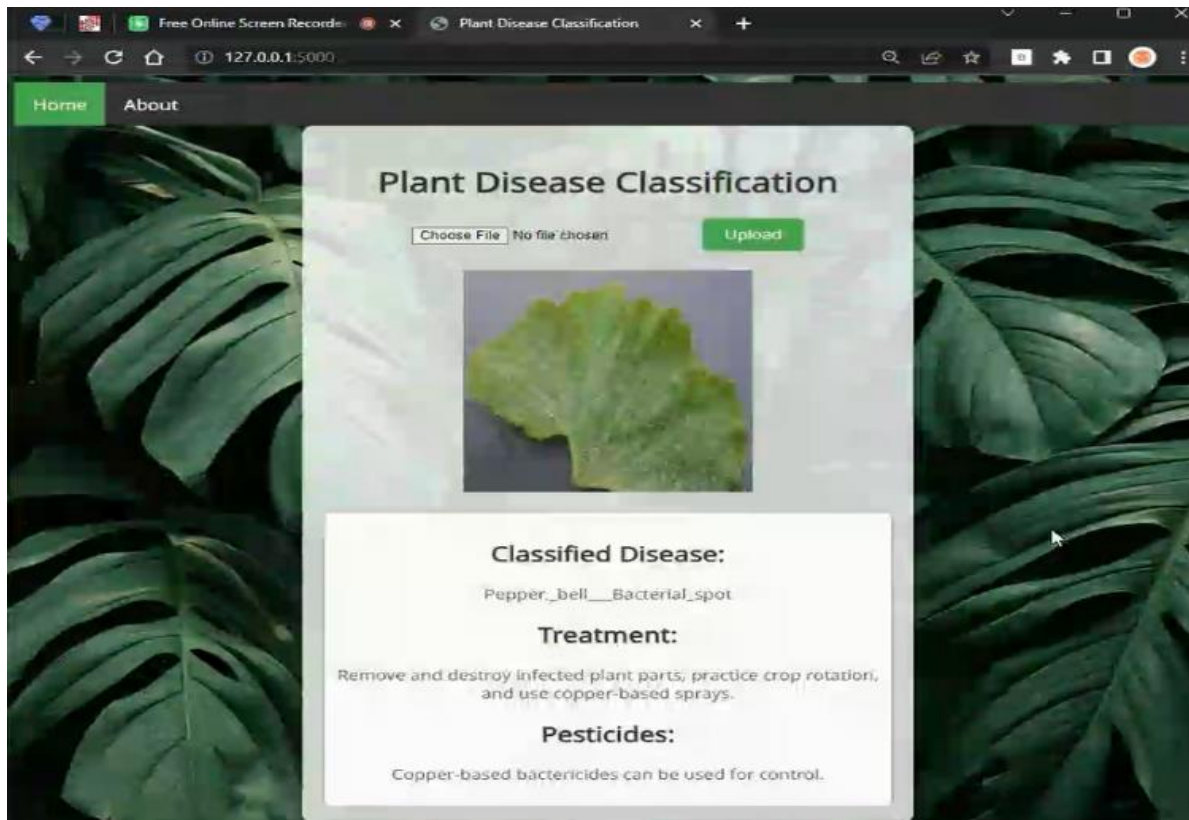 Free Online Screen Recorde
Plant Disease Classification
127.0.0.1:5000
Home About
Plant Disease Classification
Choose File No file chosen Upload
Classified Disease:
Pepper,_bell___Bacterial_spot
Treatment:
Remove and destroy infected plant parts, practice crop rotation,
and use copper-based sprays.
Pesticides:
Copper-based bactericides can be used for control.